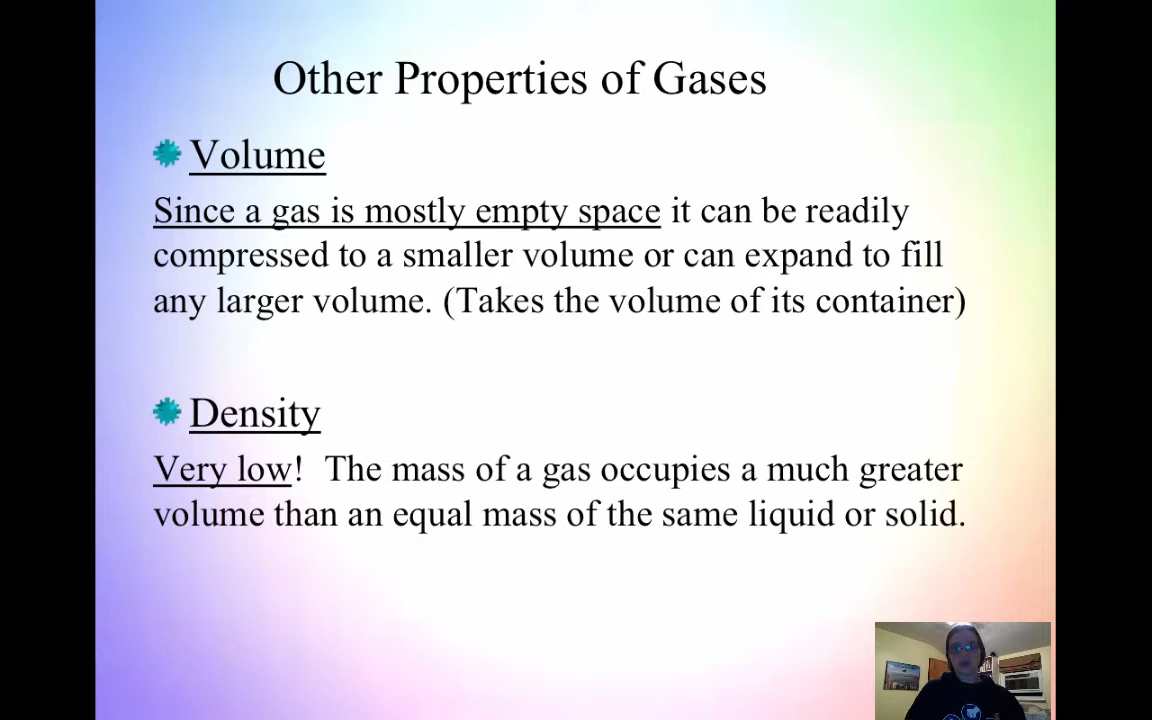 Other Properties of Gases
Volume
Since a gas is mostly empty space it can be readily
compressed to a smaller volume or can expand to fill
any larger volume. (Takes the volume of its container)
Density
Very low!  The mass of a gas occupies a much greater
volume than an equal mass of the same liquid or solid.